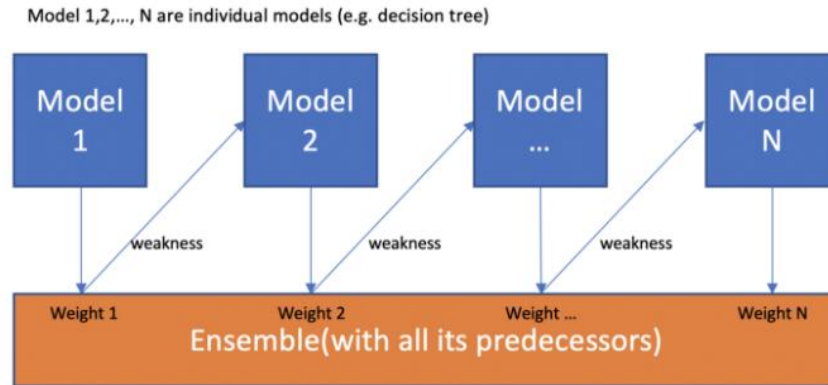 Model 1,2,..., N are individual models (e.g. decision tree)
Model
1
Model
2
Model
...
Model
N
weakness
weakness
weakness
Weight 1
Weight 2
Weight ...
Weight N
Ensemble(with all its predecessors)